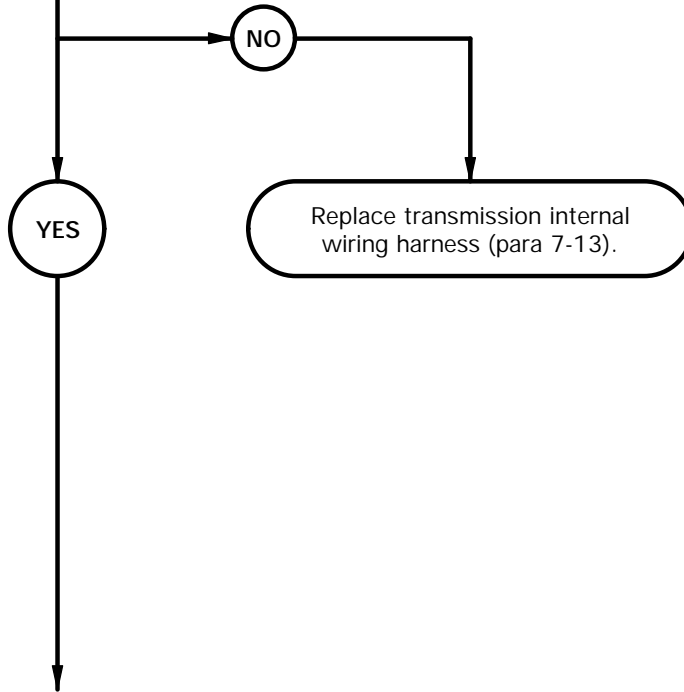 NO
YES
Replace transmission internal
wiring harness (para 7-13).